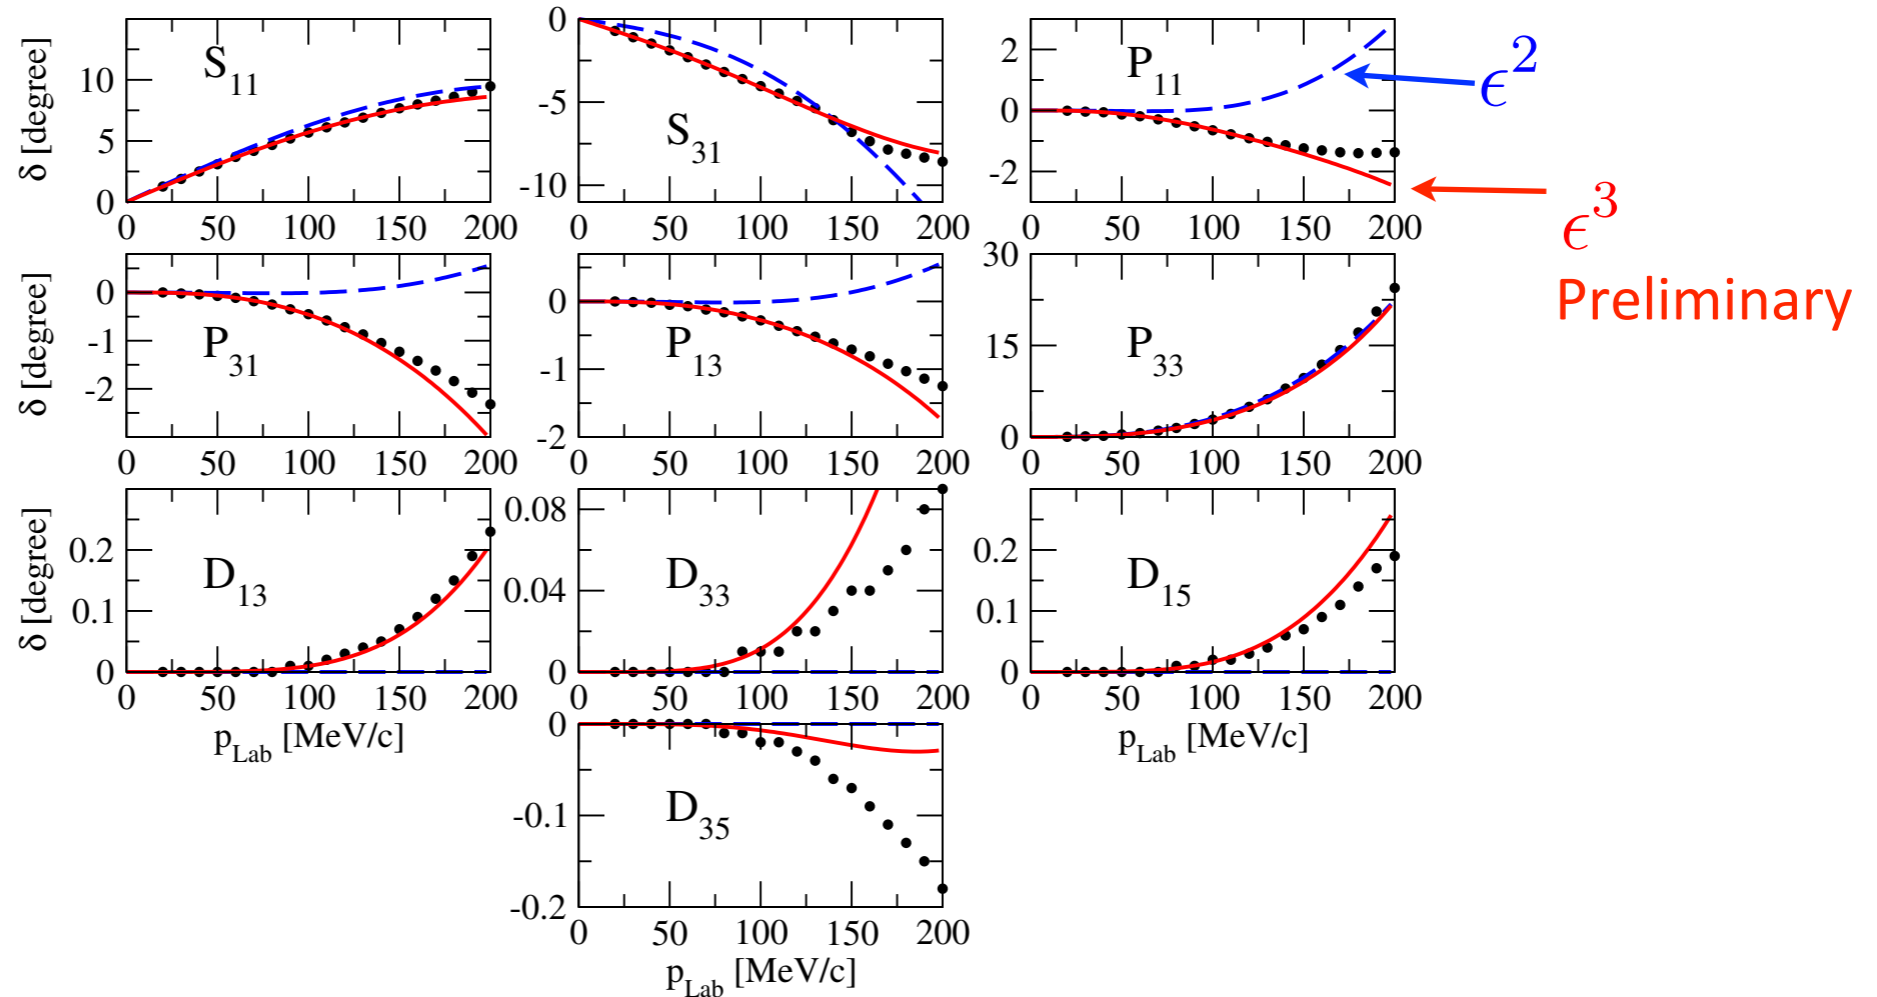 δ [degree]
10
5
0
S₁₁
0 50 100 150 200
0
-5
-10
S₃₁
0 50 100 150 200
2
0
-2
P₁₁
0 50 100 150 200
ϵ²
ϵ³
Preliminary
δ [degree]
0
-1
-2
P₃₁
0 50 100 150 200
0
-1
-2
P₁₃
0 50 100 150 200
30
15
0
P₃₃
0 50 100 150 200
δ [degree]
0.2
0.1
0
D₁₃
0 50 100 150 200
p_Lab [MeV/c]
0.08
0.04
0
D₃₃
0 50 100 150 200
0.2
0.1
0
D₁₅
0 50 100 150 200
p_Lab [MeV/c]
0
-0.1
-0.2
D₃₅
0 50 100 150 200
p_Lab [MeV/c]